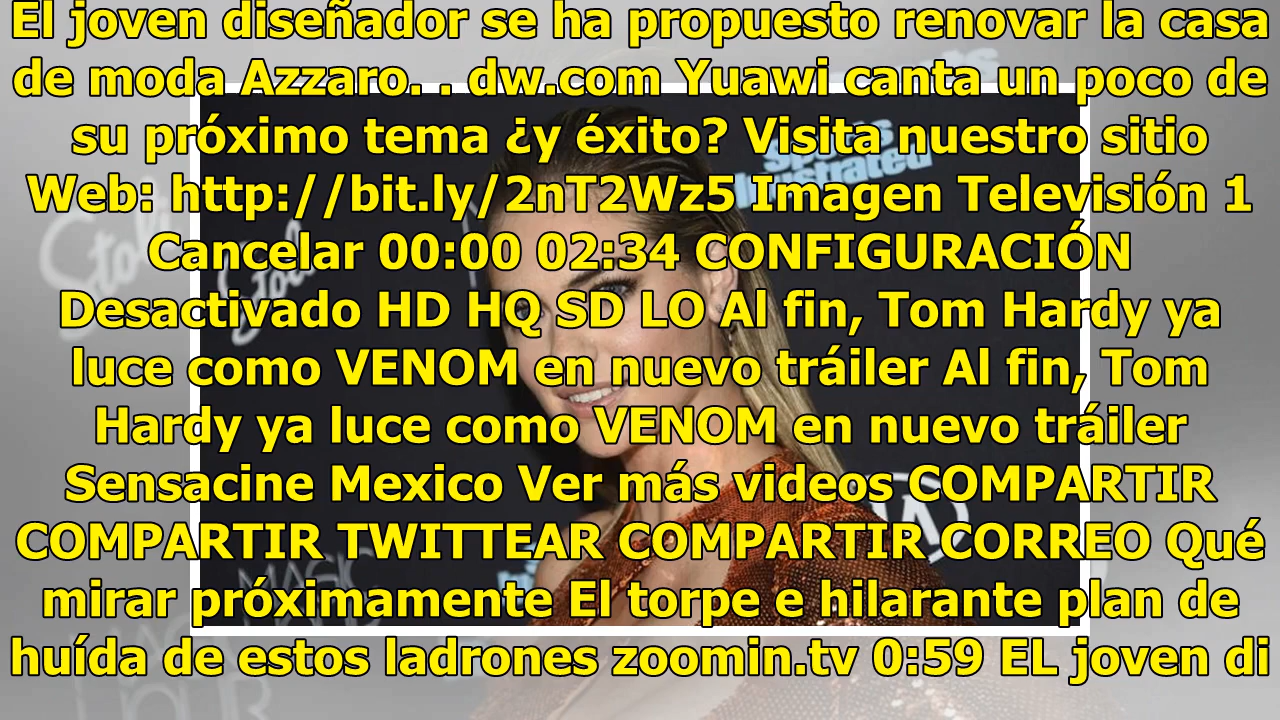 El joven diseñador se ha propuesto renovar la casa
de moda Azzaro. . dw.com Yuawi canta un poco de
su próximo tema ¿y éxito? Visita nuestro sitio
Web: http://bit.ly/2nT2Wz5 Imagen Televisión 1
Cancelar 00:00 02:34 CONFIGURACIÓN
Desactivado HD HQ SD LO Al fin, Tom Hardy ya
luce como VENOM en nuevo tráiler Al fin, Tom
Hardy ya luce como VENOM en nuevo tráiler
Sensacine Mexico Ver más videos COMPARTIR
COMPARTIR TWITTEAR COMPARTIR CORREO Qué
mirar próximamente El torpe e hilarante plan de
huída de estos ladrones zoomin.tv 0:59 EL joven di
Sports
Illustrated
Stoli
MAGIC
HOUR